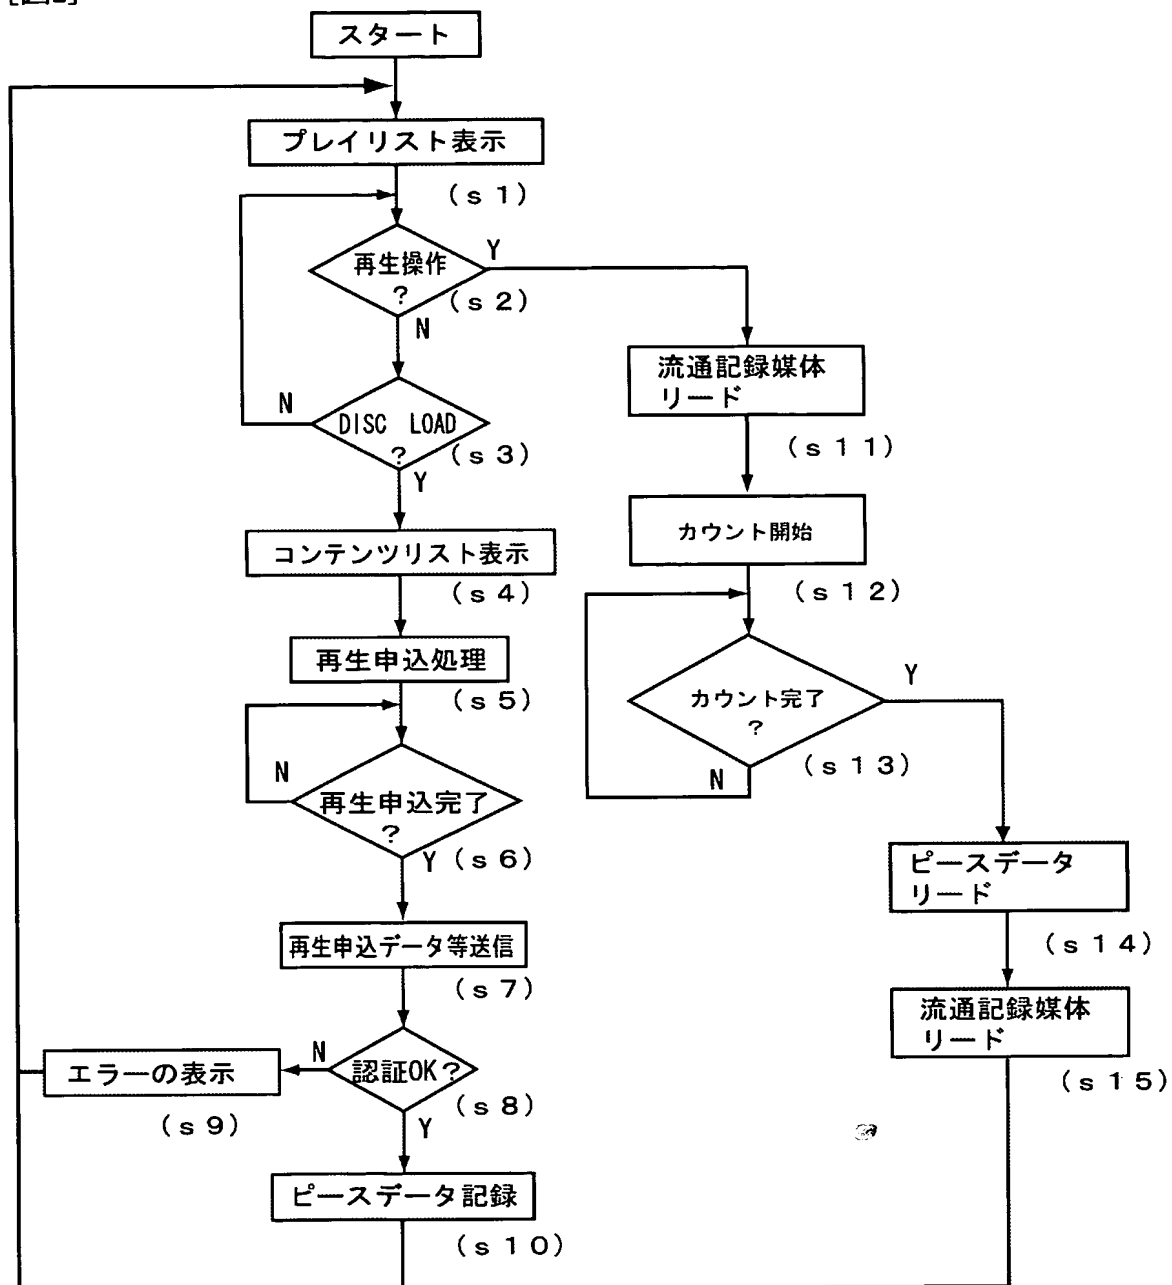 スタート
プレイリスト表示
(ｓ１)
再生操作
？
(ｓ２)
Y
N
DISC LOAD
？
(ｓ３)
N
Y
コンテンツリスト表示
(ｓ４)
再生申込処理
(ｓ５)
再生申込完了
？
(ｓ６)
N
Y
再生申込データ等送信
(ｓ７)
認証OK？
(ｓ８)
N
Y
エラーの表示
(ｓ９)
ピースデータ記録
(ｓ１０)
流通記録媒体
リード
(ｓ１１)
カウント開始
(ｓ１２)
カウント完了
？
(ｓ１３)
Y
N
ピースデータ
リード
(ｓ１４)
流通記録媒体
リード
(ｓ１５)